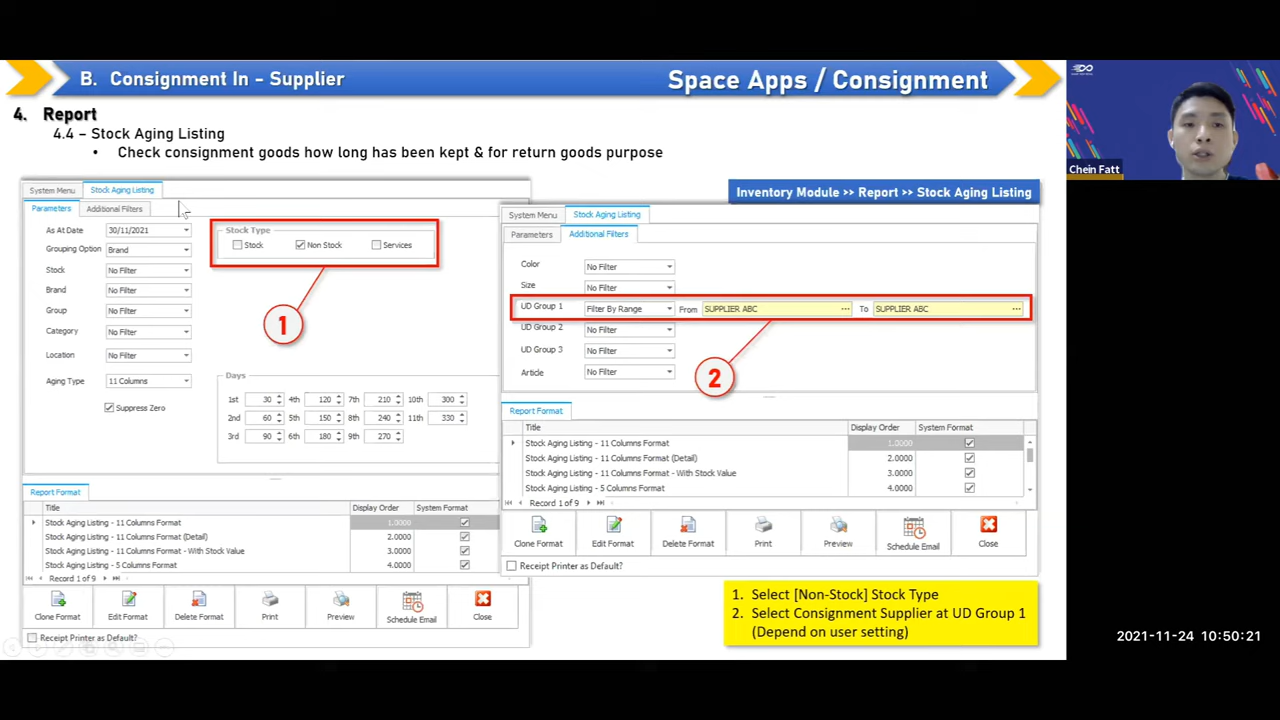 B. Consignment In - Supplier
Space Apps / Consignment
4. Report
4.4 – Stock Aging Listing
• Check consignment goods how long has been kept & for return goods purpose
System Menu Stock Aging Listing
Parameters Additional Filters
As At Date 30/11/2021
Grouping Option Brand
Stock No Filter
Brand No Filter
Group No Filter
Category No Filter
Location No Filter
Aging Type 11 Columns
Suppress Zero
Stock Type
Stock Non Stock Services
1
Days
1st 30 4th 120 7th 210 10th 300
2nd 60 5th 150 8th 240 11th 330
3rd 90 6th 180 9th 270
Report Format
Title Display Order System Format
Stock Aging Listing - 11 Columns Format 1.0000
Stock Aging Listing - 11 Columns Format (Detail) 2.0000
Stock Aging Listing - 11 Columns Format - With Stock Value 3.0000
Stock Aging Listing - 5 Columns Format 4.0000
Record 1 of 9
Clone Format Edit Format Delete Format Print Preview Schedule Email Close
Receipt Printer as Default?
Inventory Module >> Report >> Stock Aging Listing
System Menu Stock Aging Listing
Parameters Additional Filters
Color No Filter
Size No Filter
UD Group 1 Filter By Range From SUPPLIER ABC ... To SUPPLIER ABC ...
UD Group 2 No Filter
UD Group 3 No Filter
Article No Filter
2
Report Format
Title Display Order System Format
Stock Aging Listing - 11 Columns Format 1.0000
Stock Aging Listing - 11 Columns Format (Detail) 2.0000
Stock Aging Listing - 11 Columns Format - With Stock Value 3.0000
Stock Aging Listing - 5 Columns Format 4.0000
Record 1 of 9
Clone Format Edit Format Delete Format Print Preview Schedule Email Close
Receipt Printer as Default?
1. Select [Non-Stock] Stock Type
2. Select Consignment Supplier at UD Group 1
(Depend on user setting)
Chein Fatt
2021-11-24 10:50:21